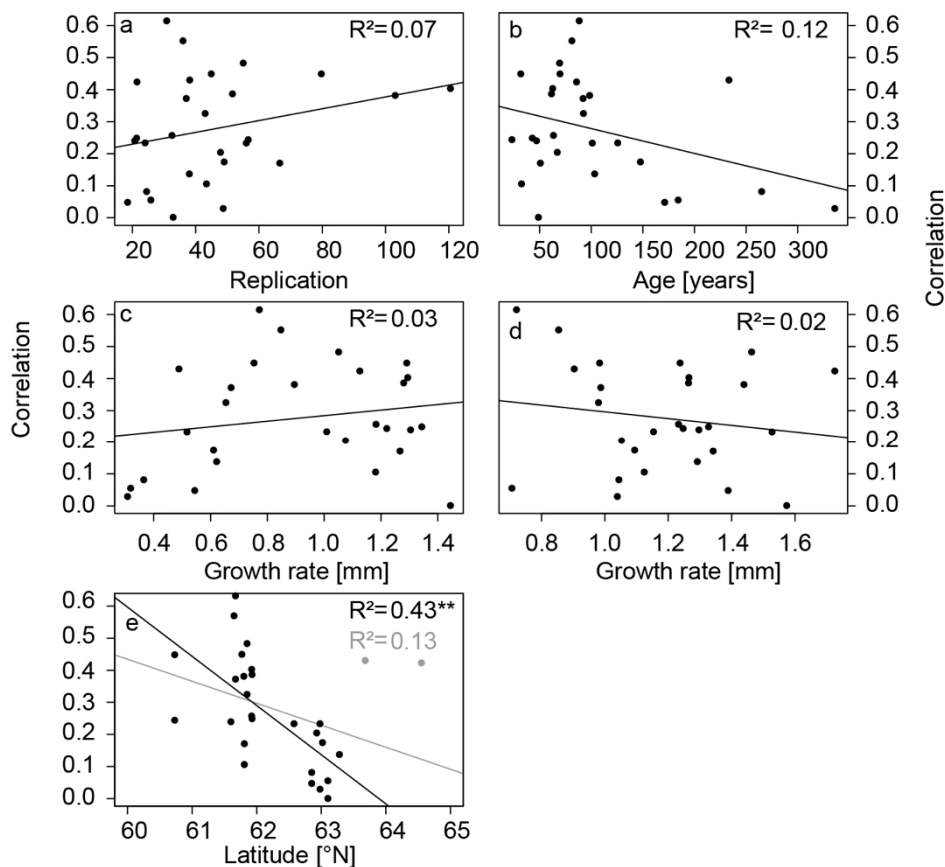 a
R²=0.07
0.6
0.5
0.4
0.3
0.2
0.1
0.0
20 40 60 80 100 120
Replication
b
R²= 0.12
0.6
0.5
0.4
0.3
0.2
0.1
0.0
50 100 150 200 250 300
Age [years]
Correlation
c
R²= 0.03
0.6
0.5
0.4
0.3
0.2
0.1
0.0
0.4 0.6 0.8 1.0 1.2 1.4
Growth rate [mm]
Correlation
d
R²= 0.02
0.6
0.5
0.4
0.3
0.2
0.1
0.0
0.8 1.0 1.2 1.4 1.6
Growth rate [mm]
e
R²= 0.43**
R²= 0.13
0.6
0.5
0.4
0.3
0.2
0.1
0.0
60 61 62 63 64 65
Latitude [°N]